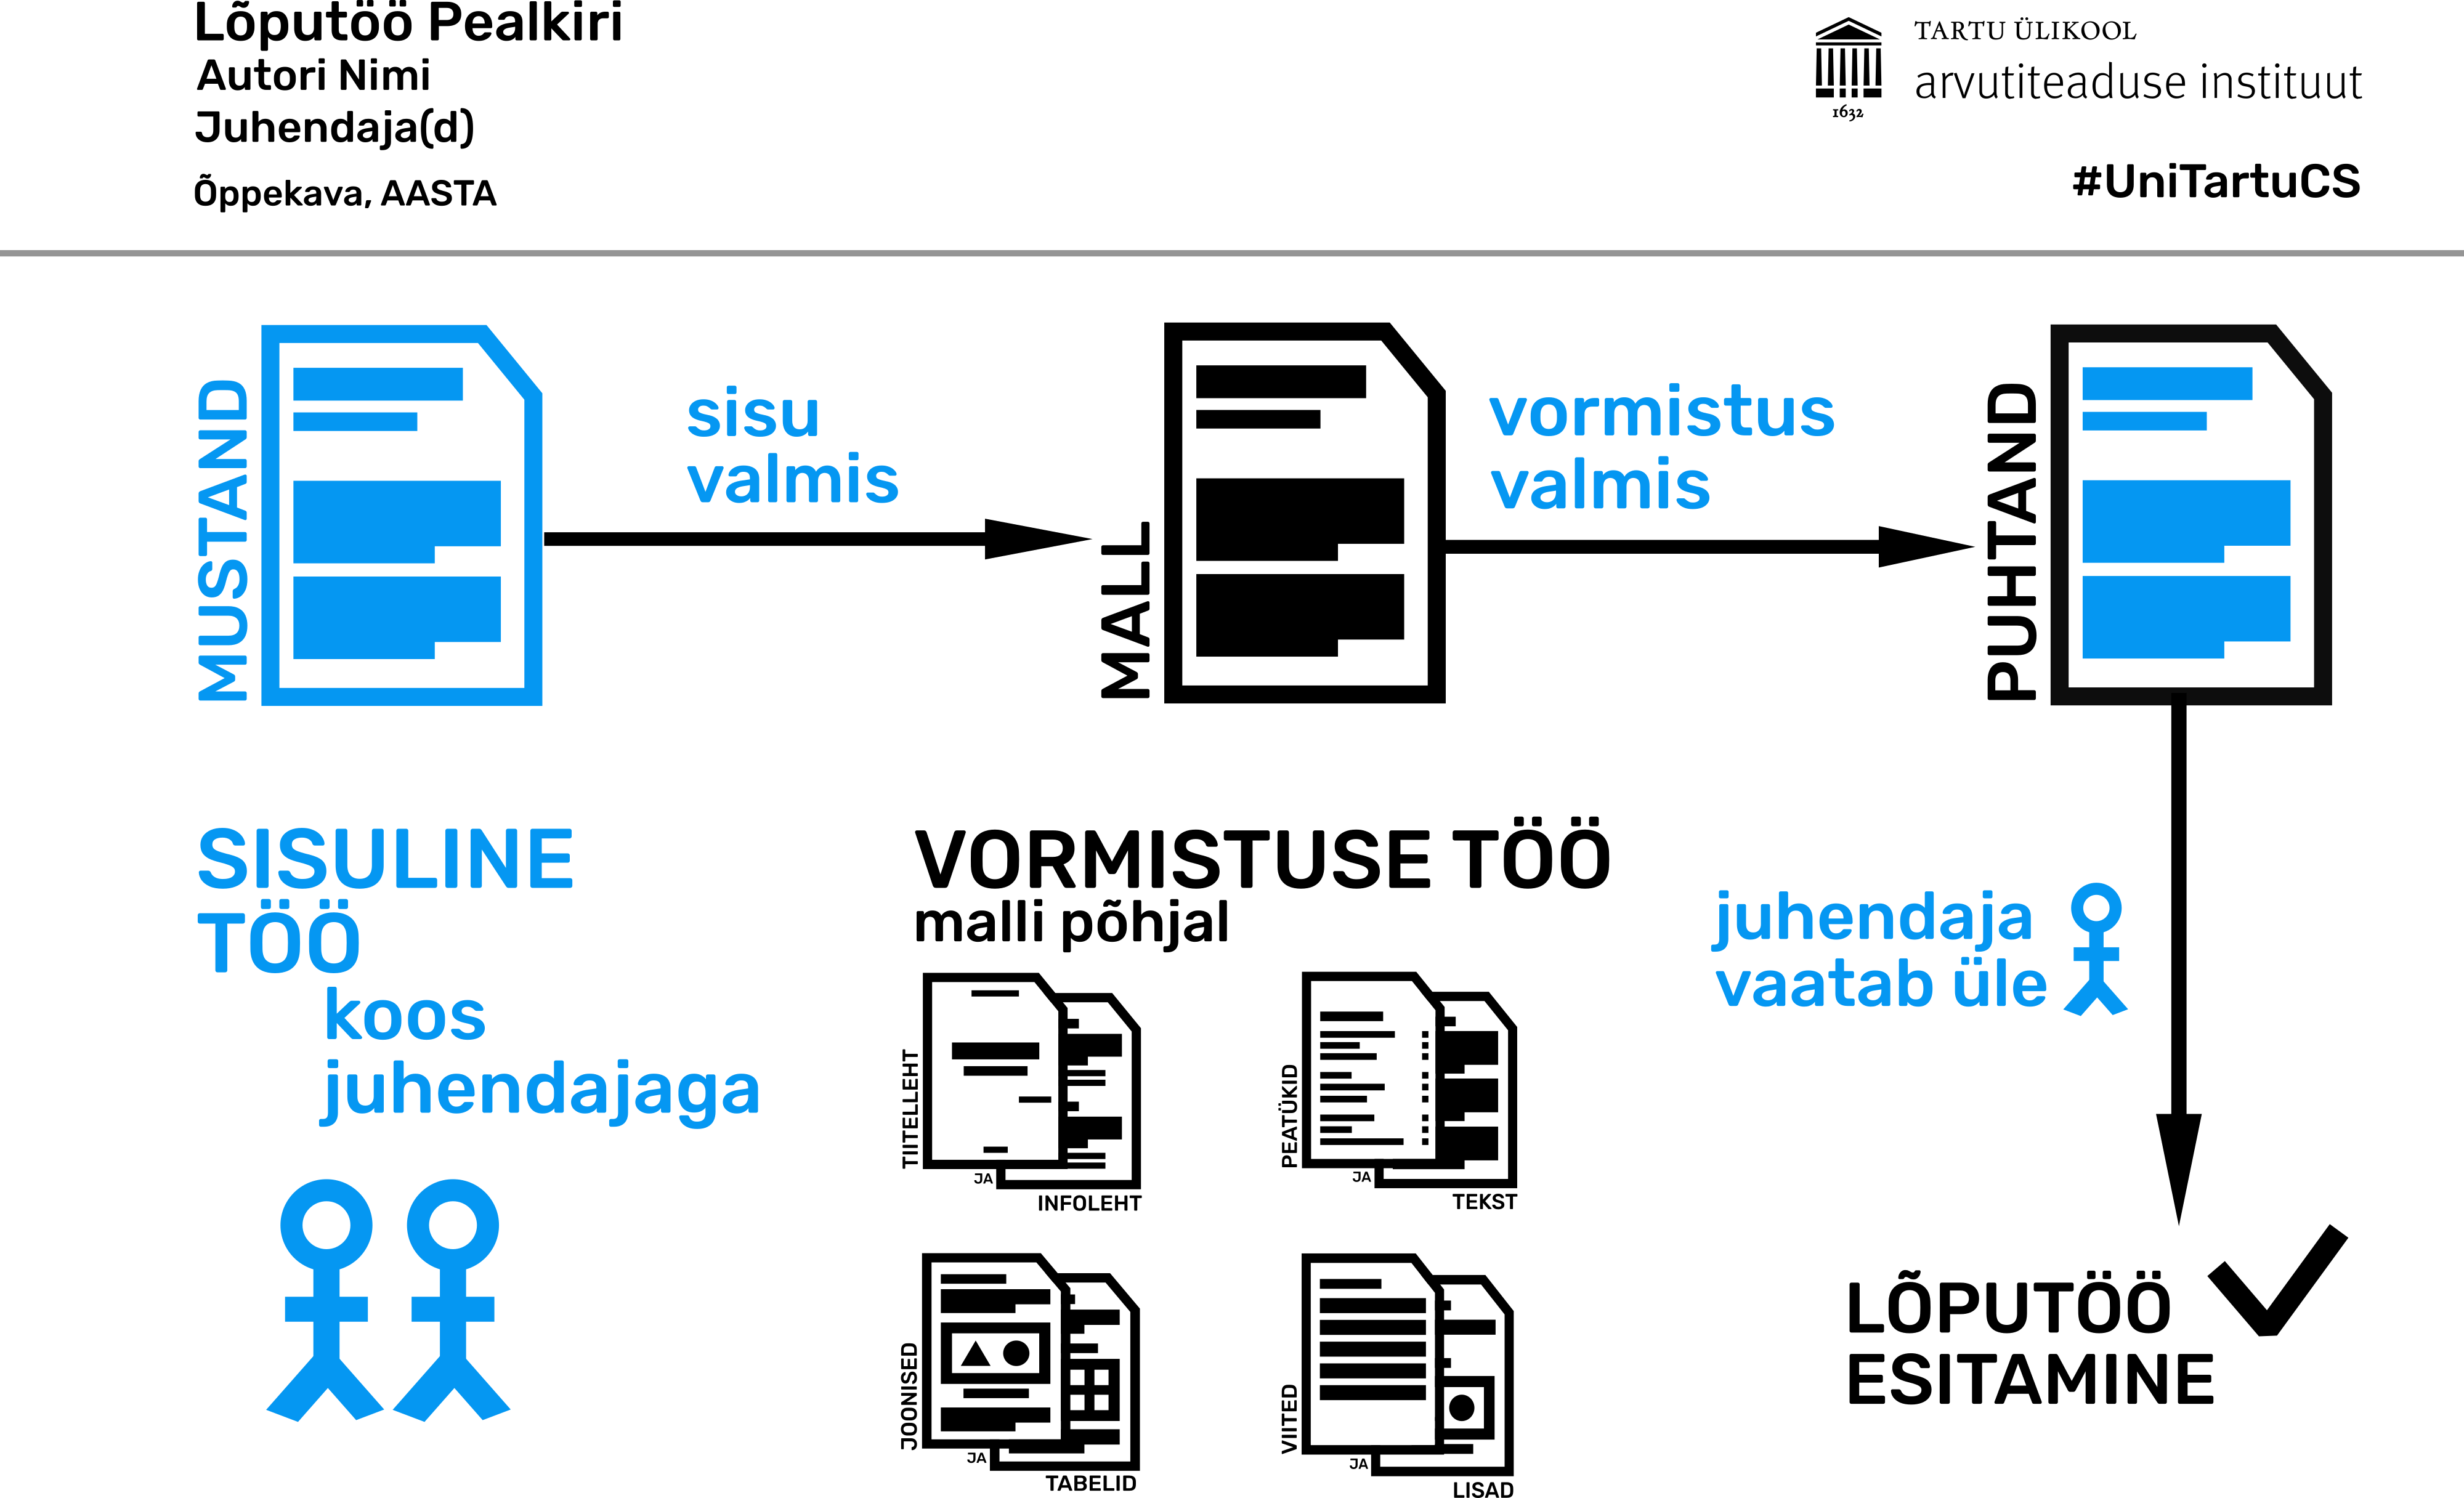 Lõputöö Pealkiri
Autori Nimi
Juhendaja(d)
Õppekava, AASTA
TARTU ÜLIKOOL
arvutiteaduse instituut
1632
#UniTartuCS
MUSTAND
sisu
valmis
MALL
vormistus
valmis
PUHTAND
SISULINE
TÖÖ
koos
juhendajaga
VORMISTUSE TÖÖ
malli põhjal
TIITELLEHT
JA
INFOLEHT
PEATÜKID
JA
TEKST
JOONISED
JA
TABELID
VIITED
JA
LISAD
juhendaja
vaatab üle
LÕPUTÖÖ
ESITAMINE